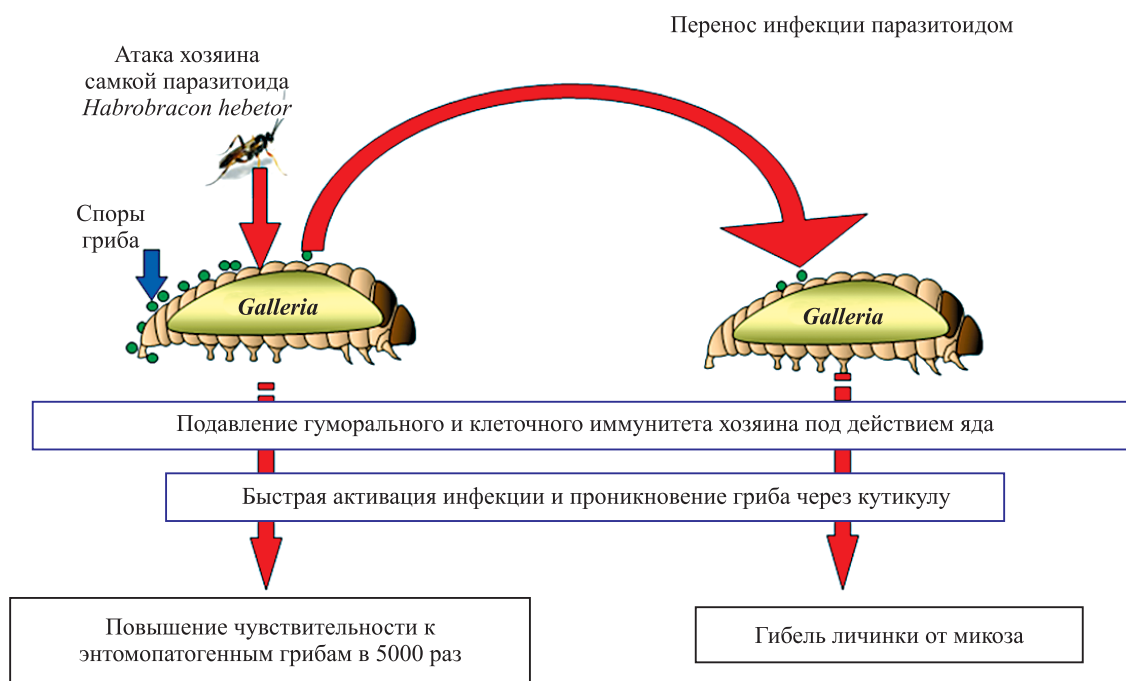 Перенос инфекции паразитоидом
Атака хозяина
самкой паразитоида
Habrobracon hebetor
Споры
гриба
Galleria
Galleria
Подавление гуморального и клеточного иммунитета хозяина под действием яда
Быстрая активация инфекции и проникновение гриба через кутикулу
Повышение чувствительности к
энтомопатогенным грибам в 5000 раз
Гибель личинки от микоза